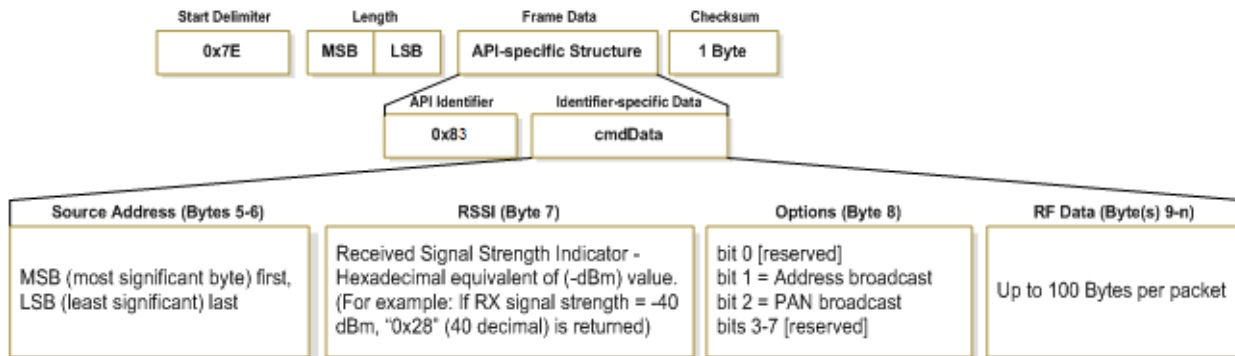 Start Delimiter
Length
Frame Data
Checksum
0x7E
MSB
LSB
API-specific Structure
1 Byte
API Identifier
Identifier-specific Data
0x83
cmdData
Source Address (Bytes 5-6)
MSB (most significant byte) first,
LSB (least significant) last
RSSI (Byte 7)
Received Signal Strength Indicator -
Hexadecimal equivalent of (-dBm) value.
(For example: If RX signal strength = -40
dBm, “0x28” (40 decimal) is returned)
Options (Byte 8)
bit 0 [reserved]
bit 1 = Address broadcast
bit 2 = PAN broadcast
bits 3-7 [reserved]
RF Data (Byte(s) 9-n)
Up to 100 Bytes per packet